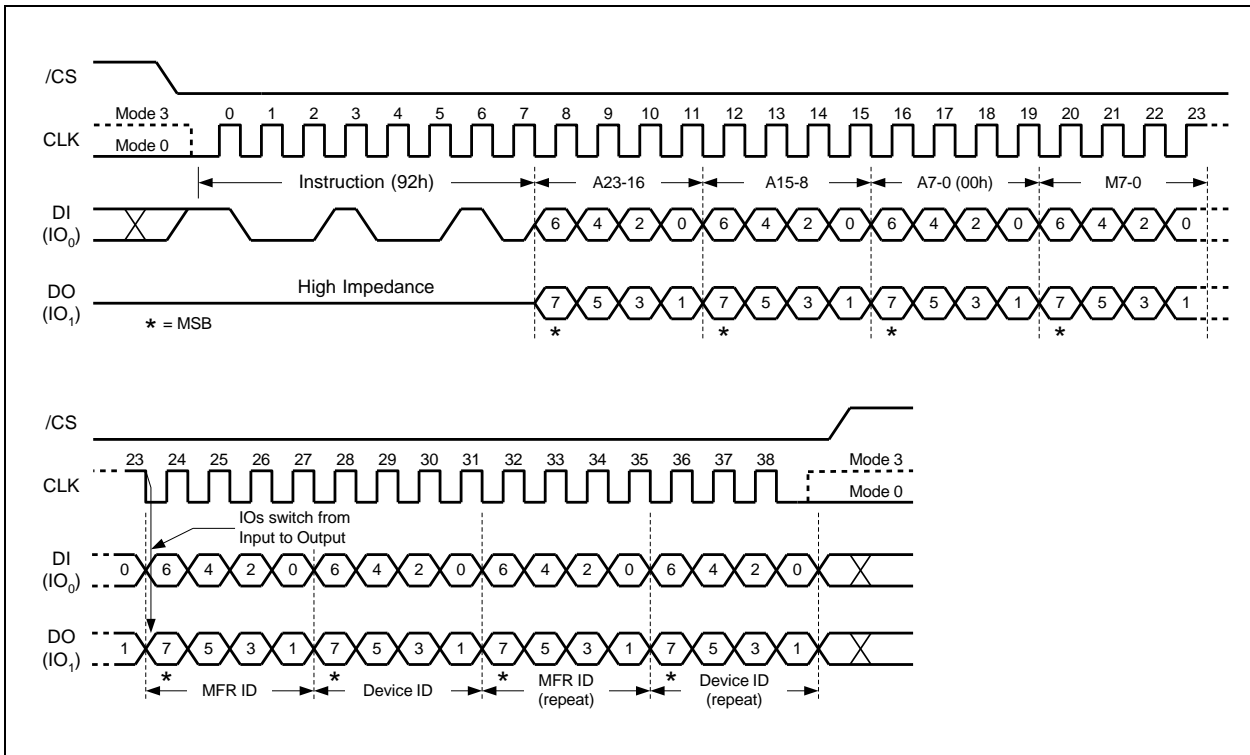 /CS
Mode 3 0 1 2 3 4 5 6 7 8 9 10 11 12 13 14 15 16 17 18 19 20 21 22 23
CLK
Mode 0
Instruction (92h) A23-16 A15-8 A7-0 (00h) M7-0
DI
(IO0)
6 4 2 0 6 4 2 0 6 4 2 0 6 4 2 0
High Impedance
DO
(IO1)
7 5 3 1 7 5 3 1 7 5 3 1 7 5 3 1
* = MSB
* * * *
/CS
23 24 25 26 27 28 29 30 31 32 33 34 35 36 37 38 Mode 3
CLK
Mode 0
IOs switch from
Input to Output
DI
(IO0)
0 6 4 2 0 6 4 2 0 6 4 2 0 6 4 2 0
DO
(IO1)
1 7 5 3 1 7 5 3 1 7 5 3 1 7 5 3 1
* * * *
MFR ID Device ID MFR ID
(repeat)
Device ID
(repeat)